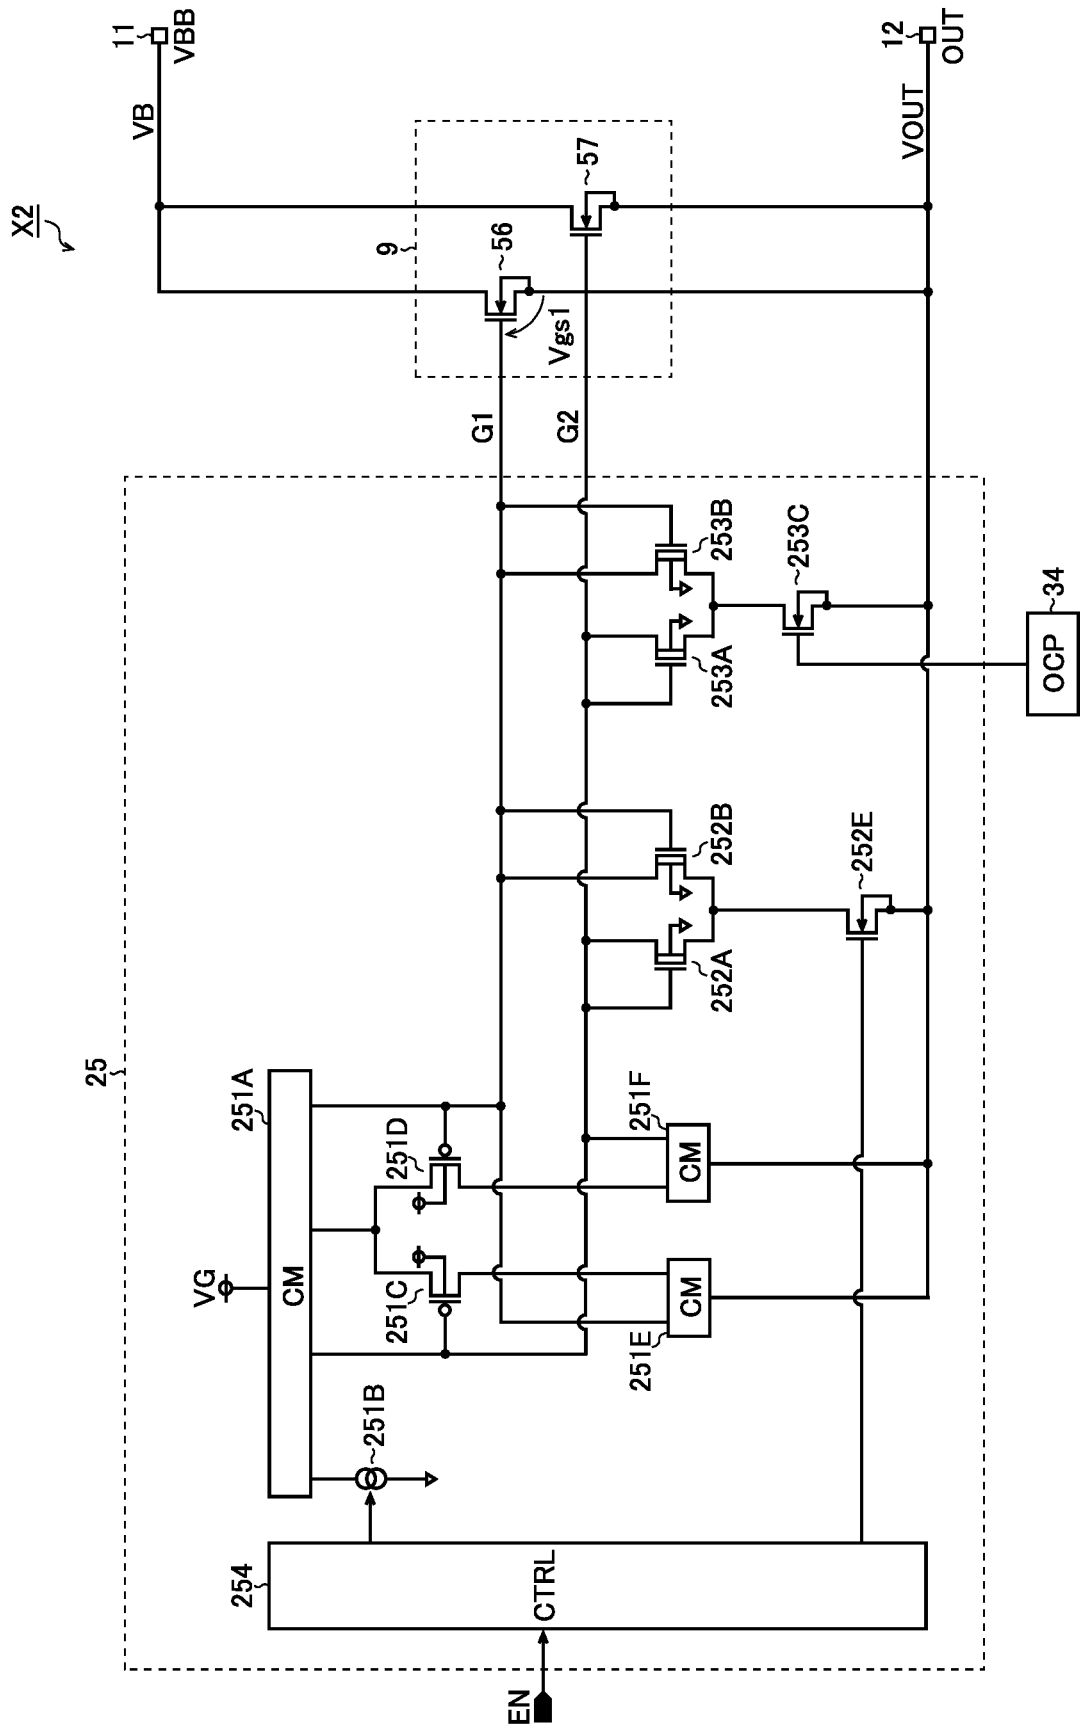 X2
11
VBB
VB
12
OUT
VOUT
9
56
57
Vgs1
G1
G2
25
253B
253A
253C
34
OCP
252B
252A
252E
251A
CM
VG
251D
251C
251F
CM
251E
CM
251B
254
CTRL
EN